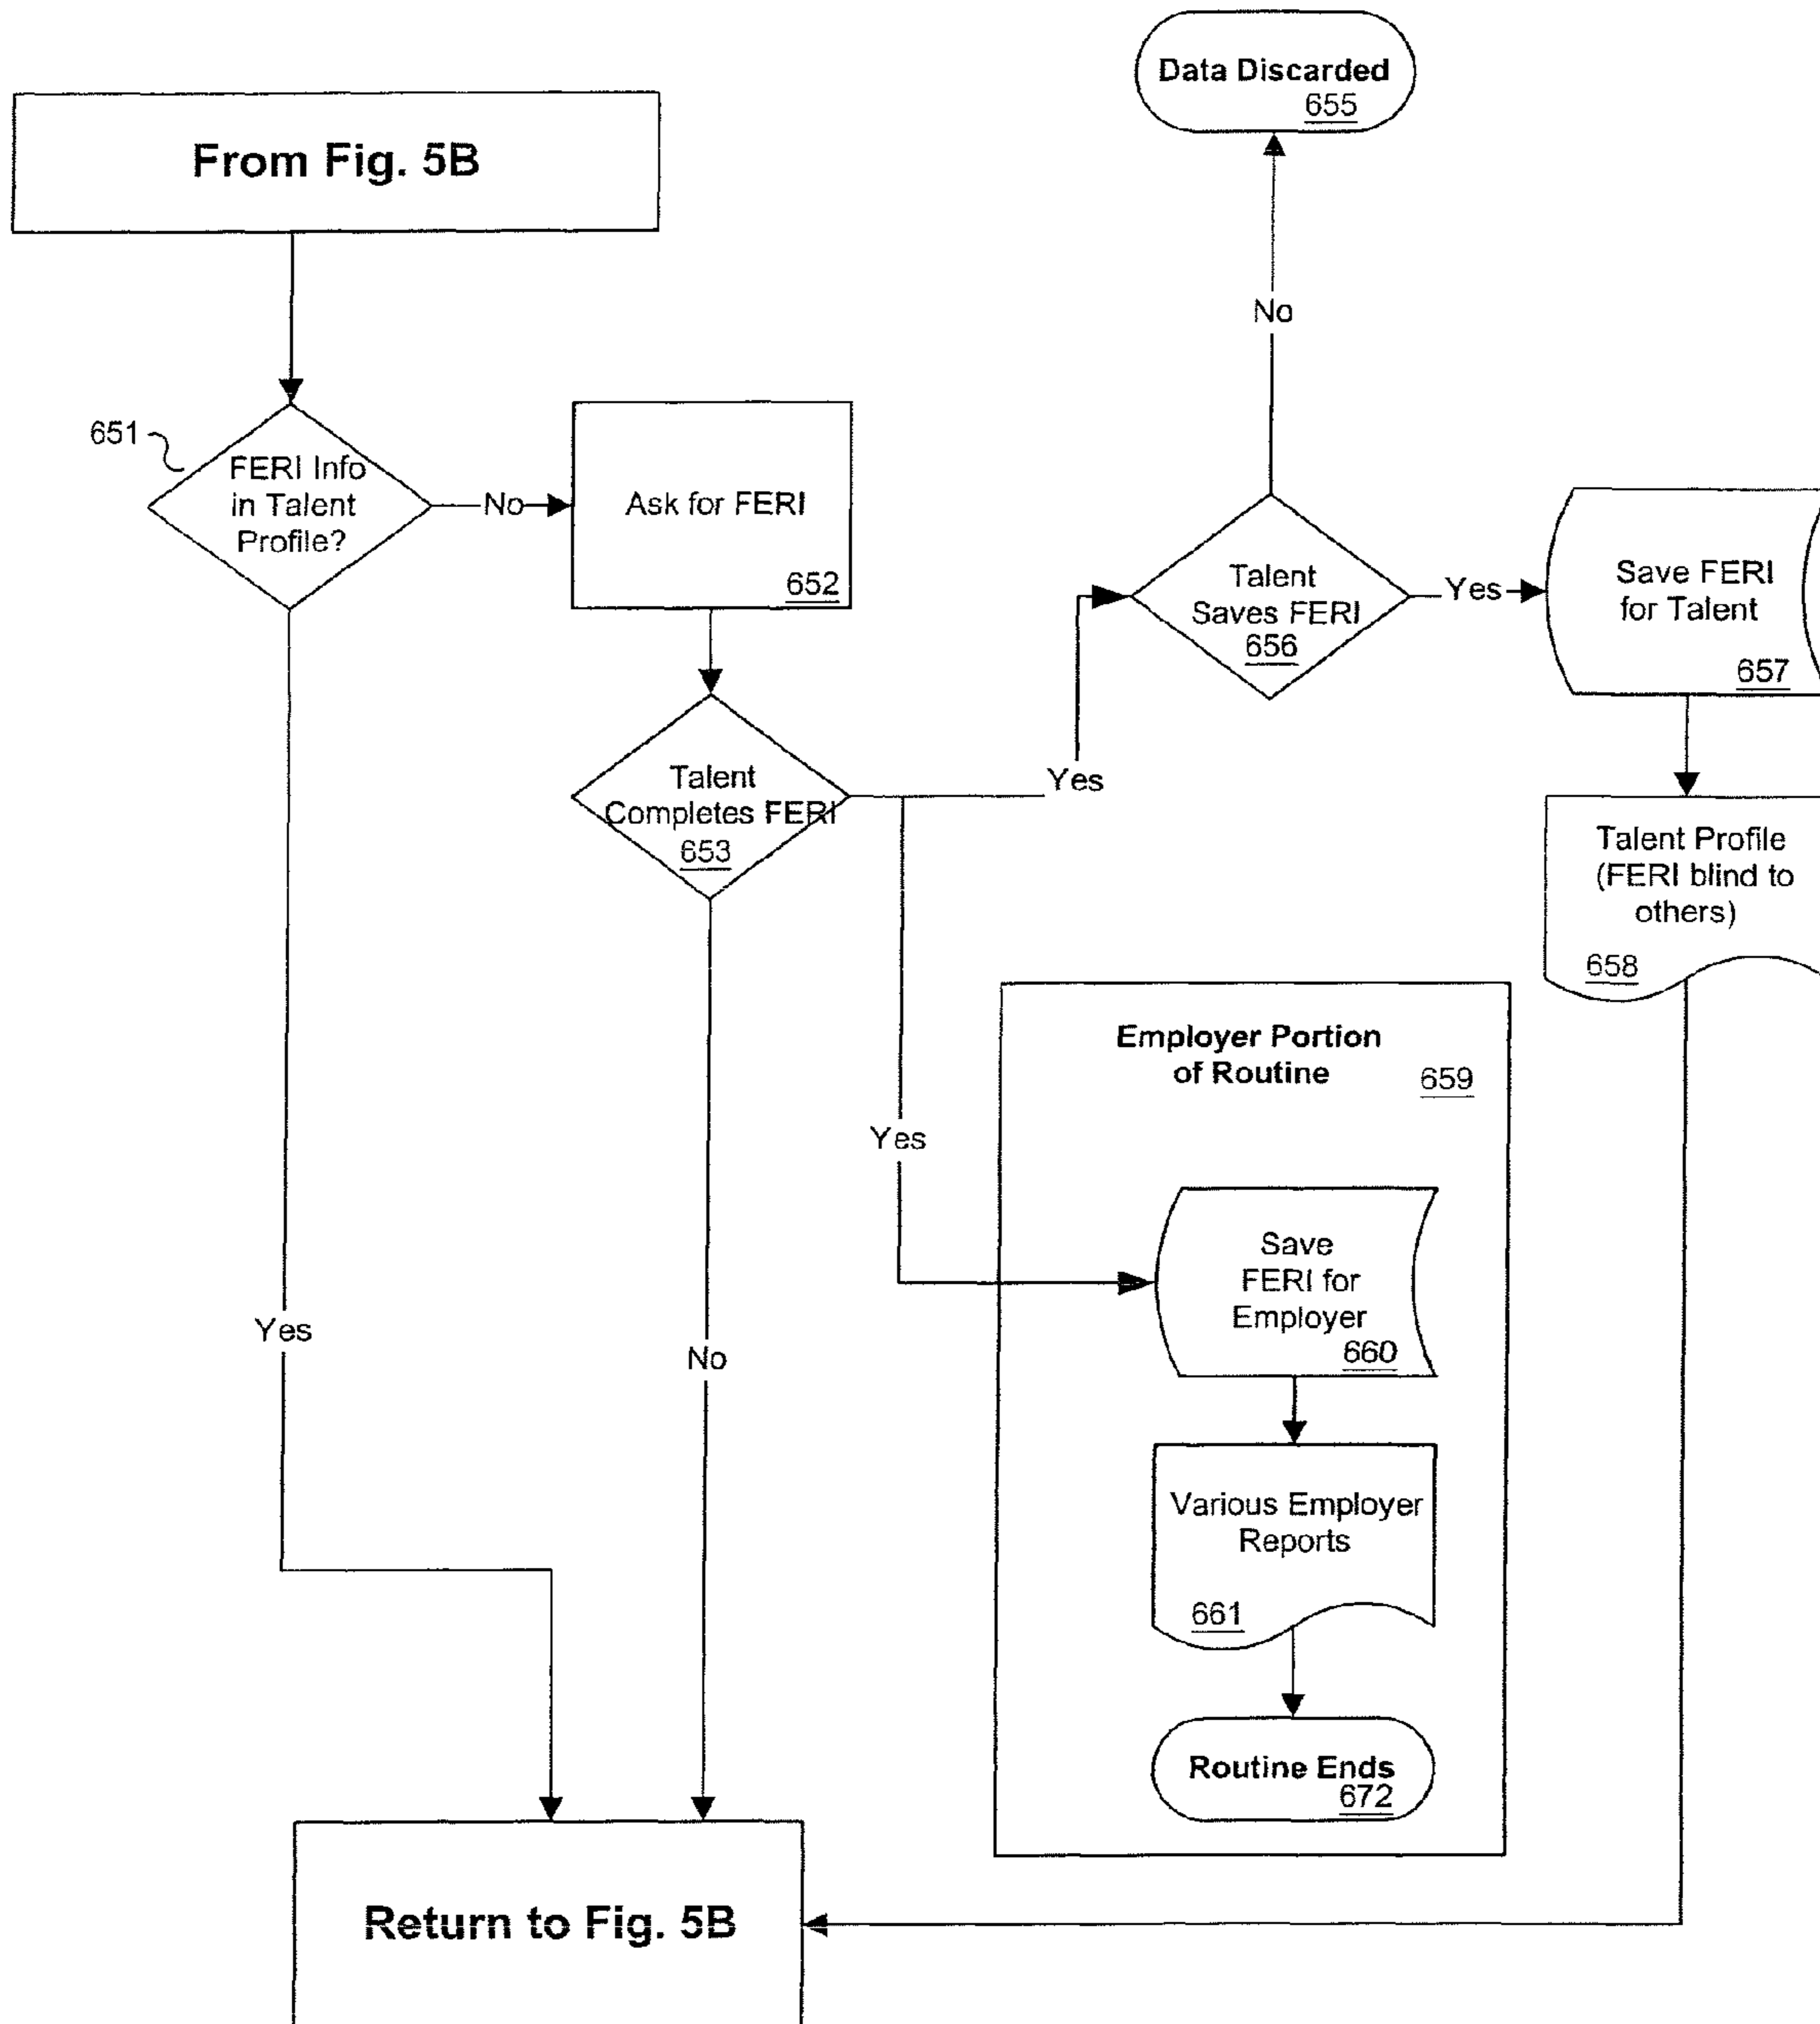 From Fig. 5B
651
FERI Info
in Talent
Profile?
No
Ask for FERI
652
Talent
Completes FERI
653
Yes
Talent
Saves FERI
656
No
Data Discarded
655
Yes
Save FERI
for Talent
657
Talent Profile
(FERI blind to
others)
658
Yes
Employer Portion
of Routine
659
Save
FERI for
Employer
660
Various Employer
Reports
661
Routine Ends
672
Yes
No
Return to Fig. 5B